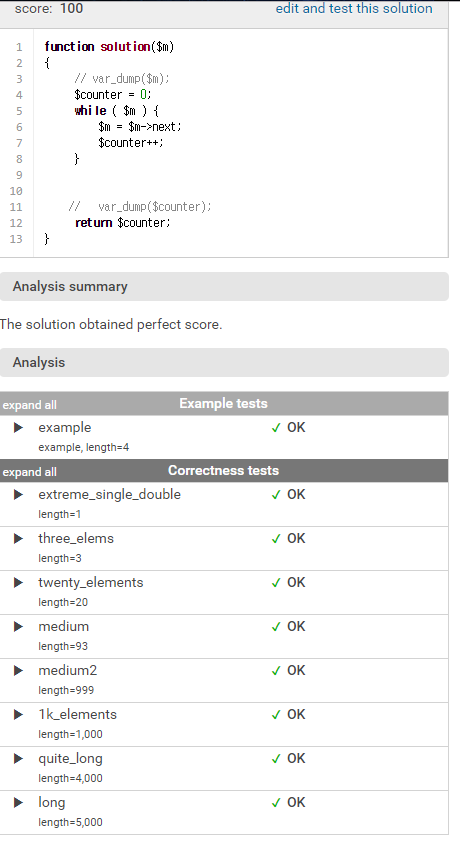 score: 100
edit and test this solution
1 function solution($m)
2 {
3 // var_dump($m);
4 $counter = 0;
5 while ( $m ) {
6 $m = $m->next;
7 $counter++;
8 }
9
10
11 // var_dump($counter);
12 return $counter;
13 }
Analysis summary
The solution obtained perfect score.
Analysis
expand all Example tests
▶ example ✓ OK
example, length=4
expand all Correctness tests
▶ extreme_single_double ✓ OK
length=1
▶ three_elems ✓ OK
length=3
▶ twenty_elements ✓ OK
length=20
▶ medium ✓ OK
length=93
▶ medium2 ✓ OK
length=999
▶ 1k_elements ✓ OK
length=1,000
▶ quite_long ✓ OK
length=4,000
▶ long ✓ OK
length=5,000